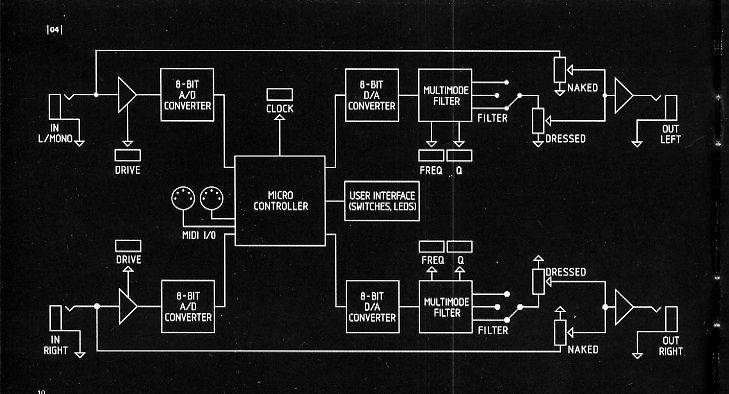 |04|
8-BIT
A/D
CONVERTER
IN
L/MONO
DRIVE
CLOCK
8-BIT
D/A
CONVERTER
MULTIMODE
FILTER
FILTER
FREQ
Q
NAKED
DRESSED
OUT
LEFT
MICRO
CONTROLLER
USER INTERFACE
(SWITCHES, LEDS)
MIDI I/O
DRIVE
8-BIT
A/D
CONVERTER
IN
RIGHT
FREQ
Q
8-BIT
D/A
CONVERTER
MULTIMODE
FILTER
FILTER
DRESSED
NAKED
OUT
RIGHT
10